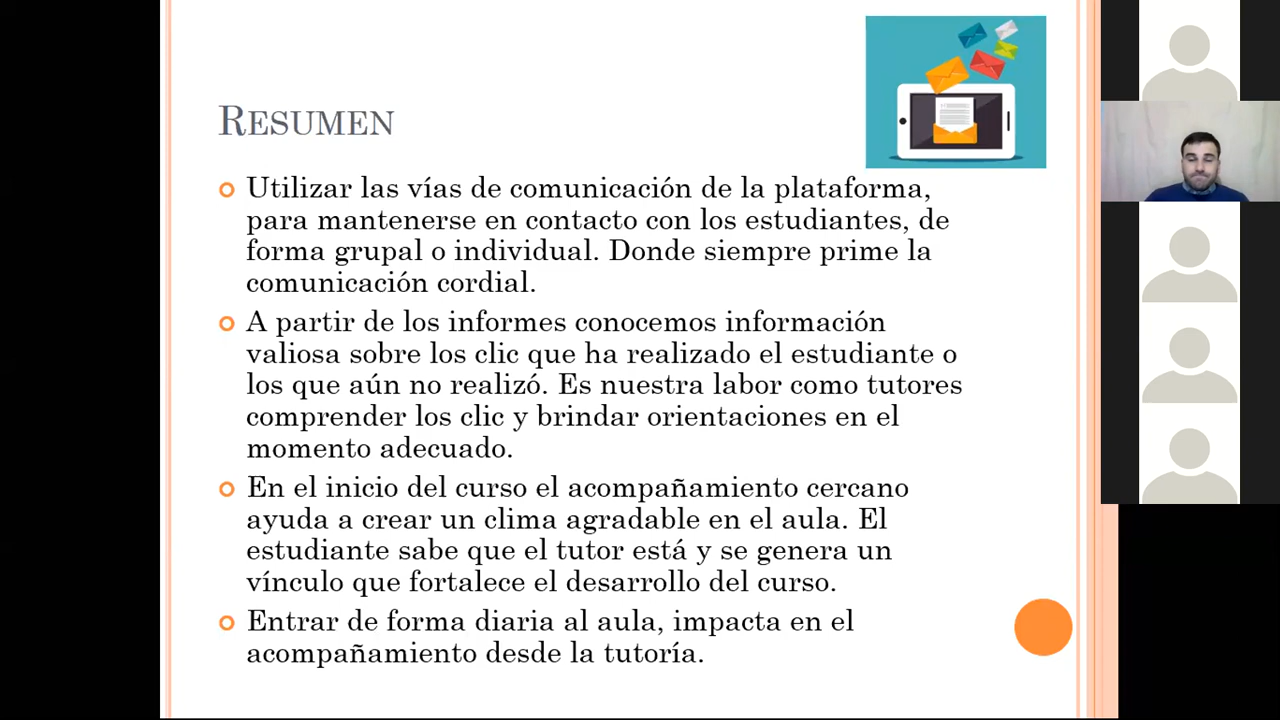 RESUMEN
Utilizar las vías de comunicación de la plataforma,
para mantenerse en contacto con los estudiantes, de
forma grupal o individual. Donde siempre prime la
comunicación cordial.
A partir de los informes conocemos información
valiosa sobre los clic que ha realizado el estudiante o
los que aún no realizó. Es nuestra labor como tutores
comprender los clic y brindar orientaciones en el
momento adecuado.
En el inicio del curso el acompañamiento cercano
ayuda a crear un clima agradable en el aula. El
estudiante sabe que el tutor está y se genera un
vínculo que fortalece el desarrollo del curso.
Entrar de forma diaria al aula, impacta en el
acompañamiento desde la tutoría.